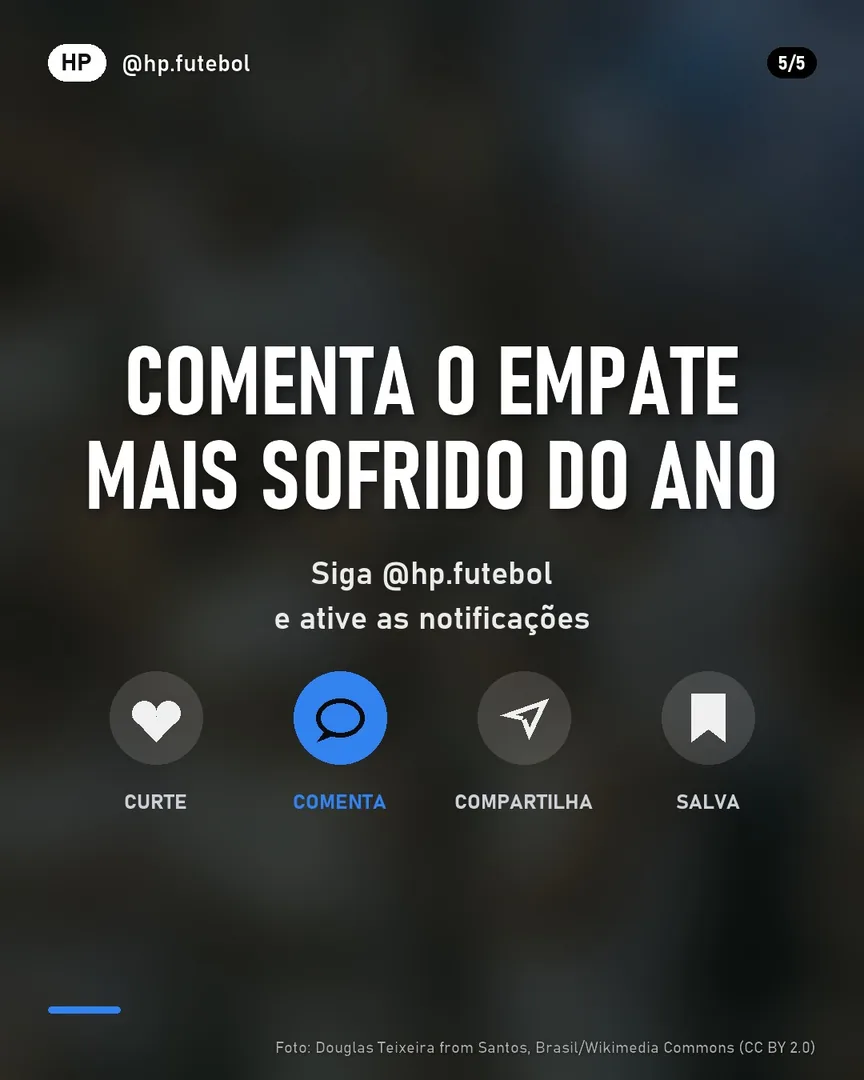 HP @hp.futebol
5/5
COMENTA O EMPATE
MAIS SOFRIDO DO ANO
Siga @hp.futebol
e ative as notificações
CURTE
COMENTA
COMPARTILHA
SALVA
Foto: Douglas Teixeira from Santos, Brasil/Wikimedia Commons (CC BY 2.0)